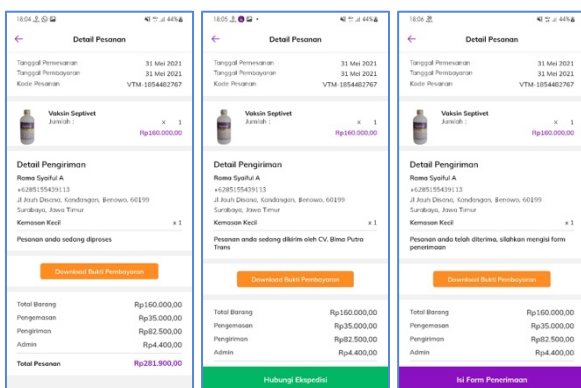 18:04
44%
Detail Pesanan
Tanggal Pemesanan 31 Mei 2021
Tanggal Pembayaran 31 Mei 2021
Kode Pesanan VTM-1854482767
Vaksin Septivet
Jumlah : x 1
Rp160.000,00
Detail Pengiriman
Rama Syaiful A
+6285155439113
Jl Jauh Disana, Kandangan, Benowo, 60199
Surabaya, Jawa Timur
Kemasan Kecil x 1
Pesanan anda sedang diproses
Download Bukti Pembayaran
Total Barang Rp160.000,00
Pengemasan Rp35.000,00
Pengiriman Rp82.500,00
Admin Rp4.400,00
Total Pesanan Rp281.900,00
18:05
44%
Detail Pesanan
Tanggal Pemesanan 31 Mei 2021
Tanggal Pembayaran 31 Mei 2021
Kode Pesanan VTM-1854482767
Vaksin Septivet
Jumlah : x 1
Rp160.000,00
Detail Pengiriman
Rama Syaiful A
+6285155439113
Jl Jauh Disana, Kandangan, Benowo, 60199
Surabaya, Jawa Timur
Kemasan Kecil x 1
Pesanan anda sedang dikirim oleh CV. Bima Putra
Trans
Download Bukti Pembayaran
Total Barang Rp160.000,00
Pengemasan Rp35.000,00
Pengiriman Rp82.500,00
Admin Rp4.400,00
Hubungi Ekspedisi
18:06
44%
Detail Pesanan
Tanggal Pemesanan 31 Mei 2021
Tanggal Pembayaran 31 Mei 2021
Kode Pesanan VTM-1854482767
Vaksin Septivet
Jumlah : x 1
Rp160.000,00
Detail Pengiriman
Rama Syaiful A
+6285155439113
Jl Jauh Disana, Kandangan, Benowo, 60199
Surabaya, Jawa Timur
Kemasan Kecil x 1
Pesanan anda telah diterima, silahkan mengisi form
penerimaan
Download Bukti Pembayaran
Total Barang Rp160.000,00
Pengemasan Rp35.000,00
Pengiriman Rp82.500,00
Admin Rp4.400,00
Isi Form Penerimaan